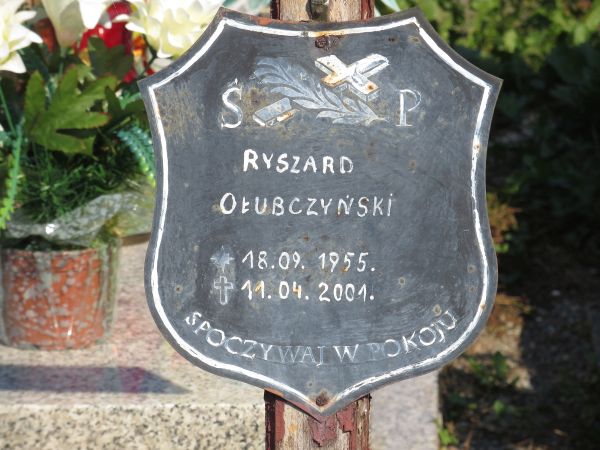 Ś P
RYSZARD
OŁUBCZYŃSKI
18.09.1955.
11.04.2001.
SPOCZYWAJ W POKOJU